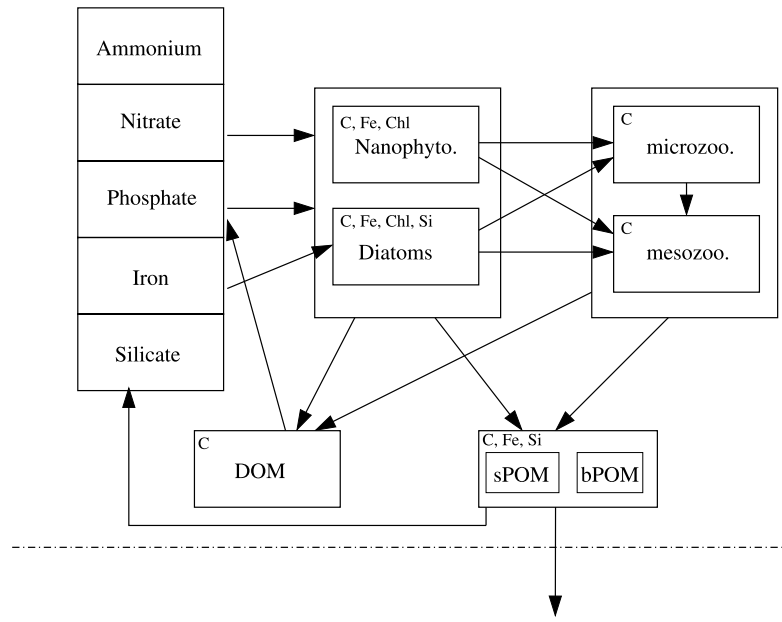 Ammonium
Nitrate
Phosphate
Iron
Silicate
C, Fe, Chl
Nanophyto.
C, Fe, Chl, Si
Diatoms
C
microzoo.
C
mesozoo.
C
DOM
C, Fe, Si
sPOM
bPOM